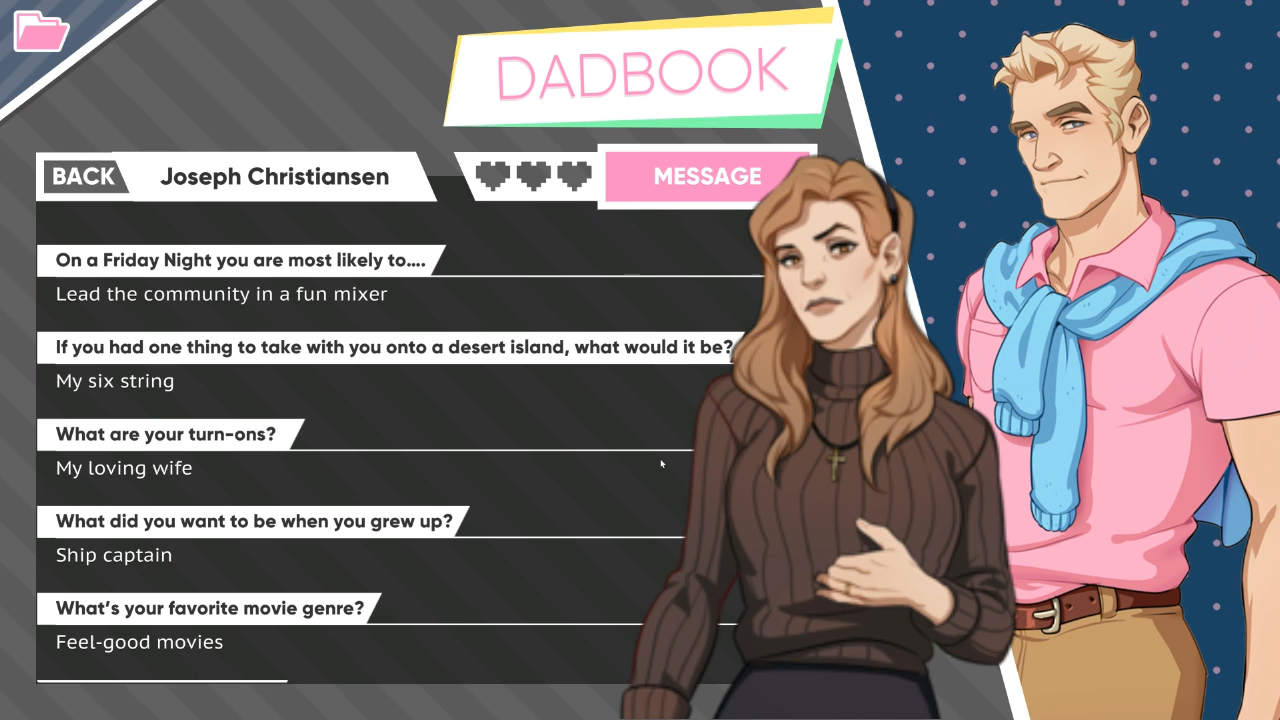 DADBOOK
BACK
Joseph Christiansen
MESSAGE
On a Friday Night you are most likely to....
Lead the community in a fun mixer
If you had one thing to take with you onto a desert island, what would it be?
My six string
What are your turn-ons?
My loving wife
What did you want to be when you grew up?
Ship captain
What's your favorite movie genre?
Feel-good movies